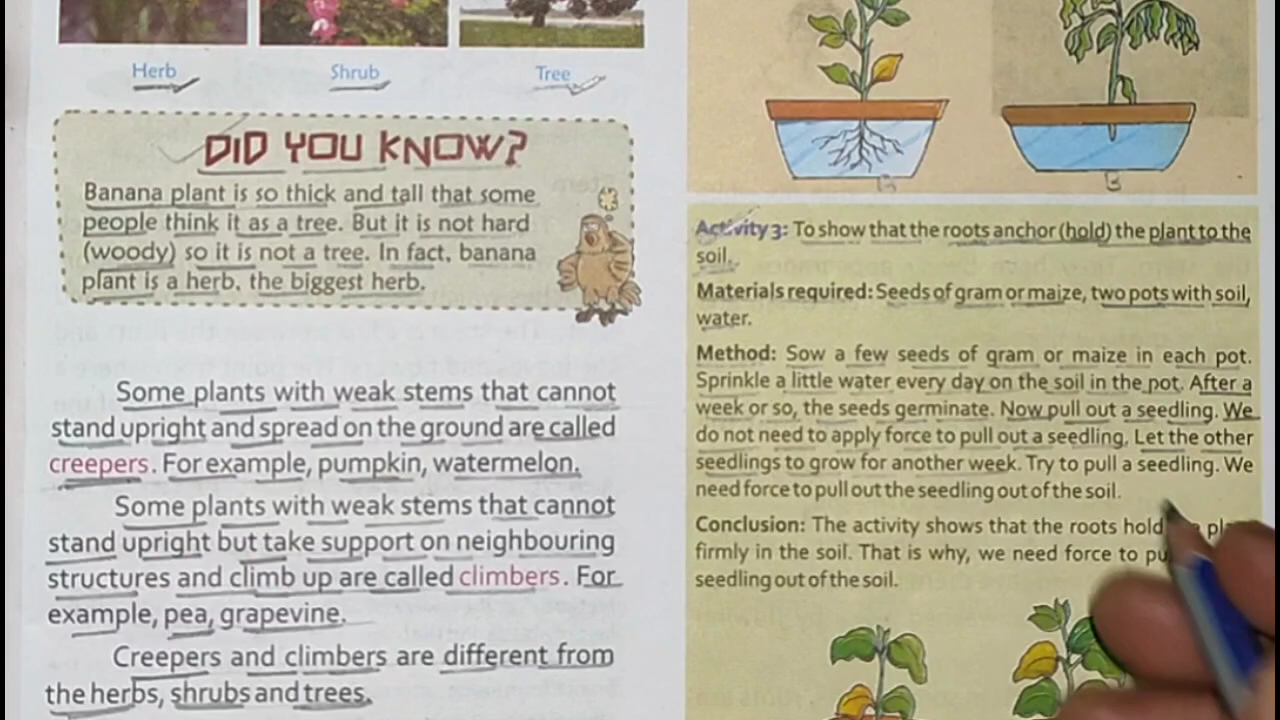 Herb
Shrub
Tree
DID YOU KNOW?
Banana plant is so thick and tall that some
people think it as a tree. But it is not hard
(woody) so it is not a tree. In fact, banana
plant is a herb, the biggest herb.
Some plants with weak stems that cannot
stand upright and spread on the ground are called
creepers. For example, pumpkin, watermelon.
Some plants with weak stems that cannot
stand upright but take support on neighbouring
structures and climb up are called climbers. For
example, pea, grapevine.
Creepers and climbers are different from
the herbs, shrubs and trees.
B
Activity 3: To show that the roots anchor (hold) the plant to the
soil.
Materials required: Seeds of gram or maize, two pots with soil,
water.
Method: Sow a few seeds of gram or maize in each pot.
Sprinkle a little water every day on the soil in the pot. After a
week or so, the seeds germinate. Now pull out a seedling. We
do not need to apply force to pull out a seedling. Let the other
seedlings to grow for another week. Try to pull a seedling. We
need force to pull out the seedling out of the soil.
Conclusion: The activity shows that the roots hold
firmly in the soil. That is why, we need force to
seedling out of the soil.